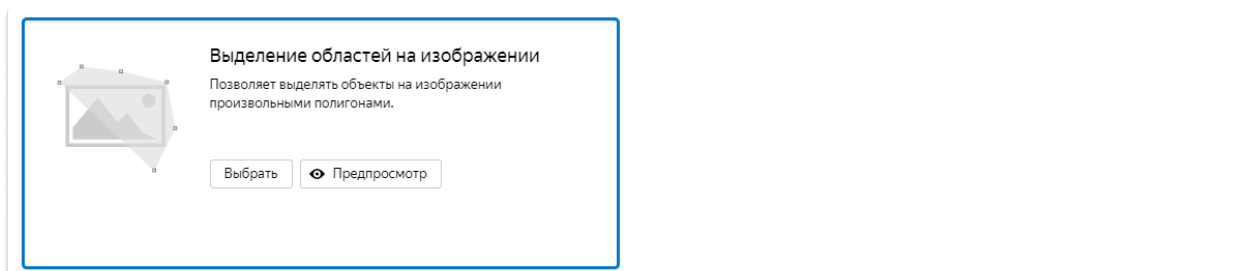 Выделение областей на изображении
Позволяет выделять объекты на изображении
произвольными полигонами.
Выбрать
Предпросмотр